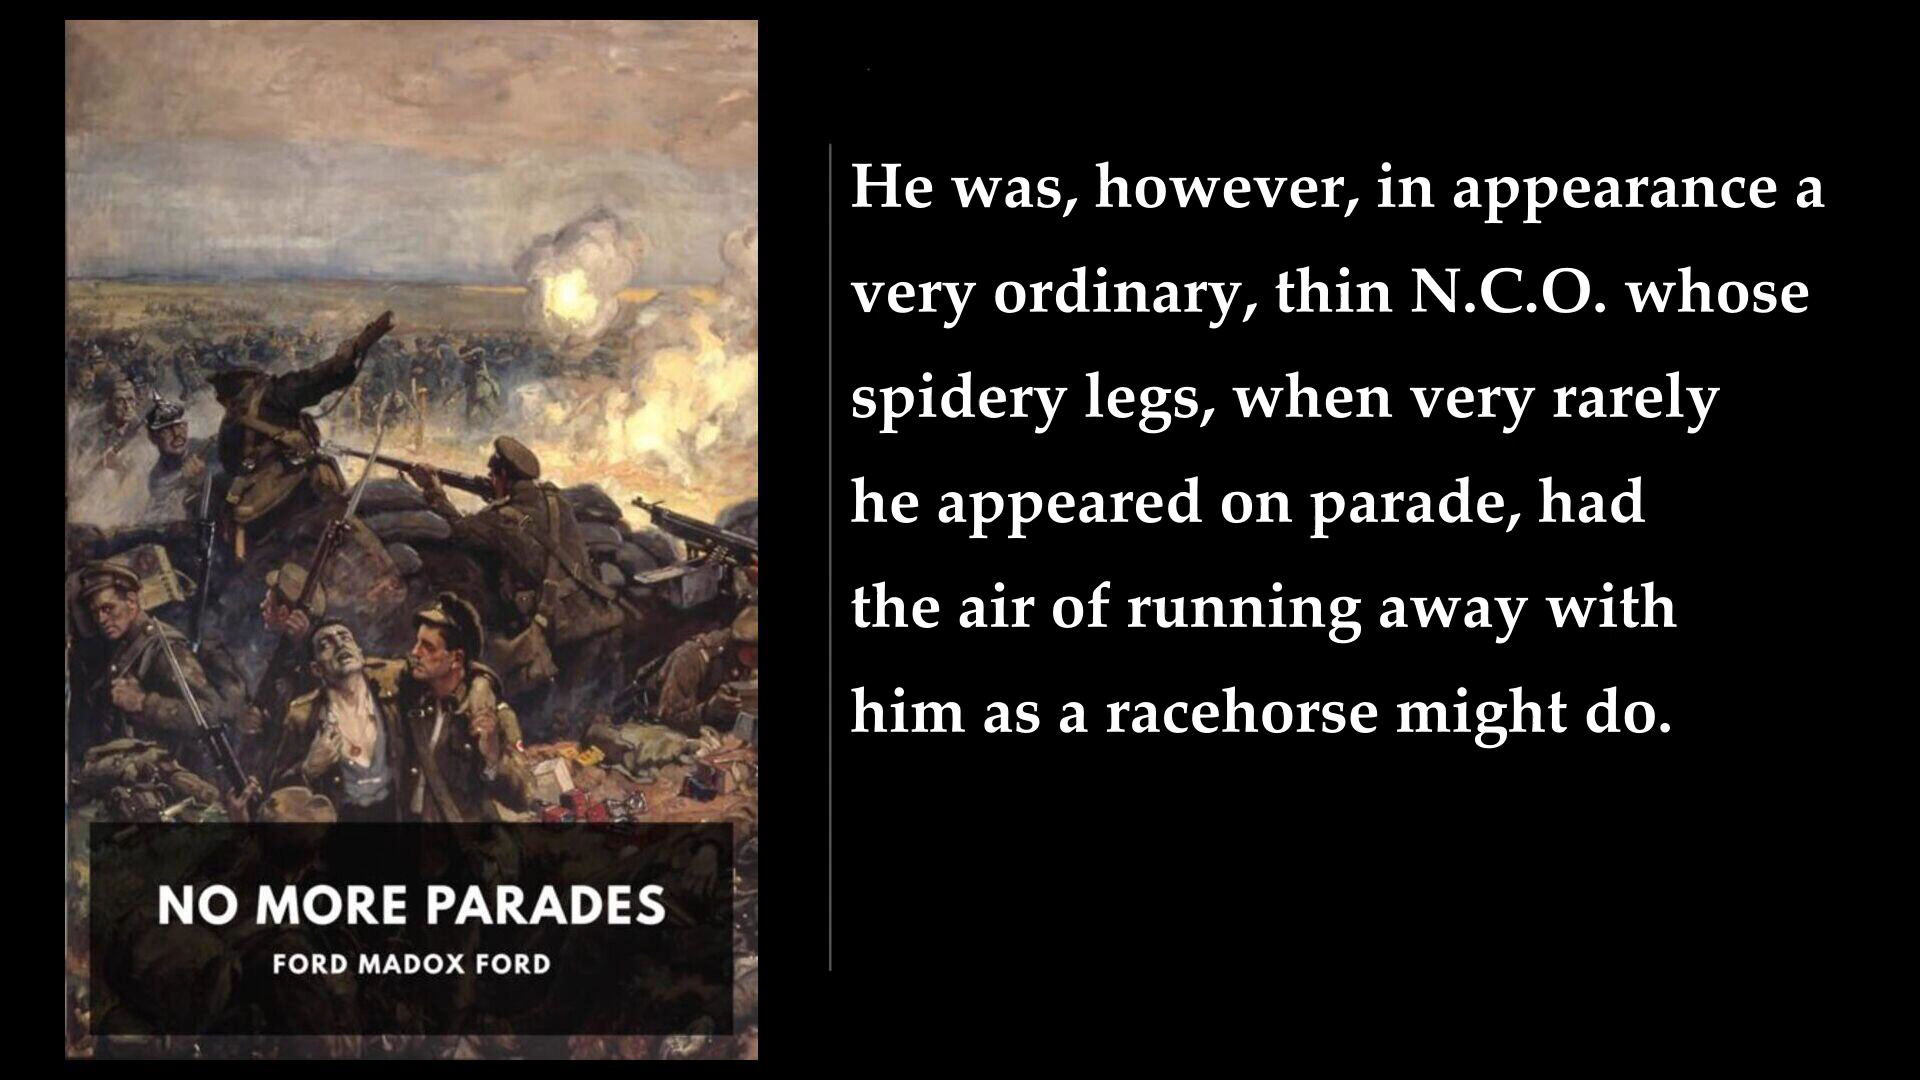 He was, however, in appearance a
very ordinary, thin N.C.O. whose
spidery legs, when very rarely
he appeared on parade, had
the air of running away with
him as a racehorse might do.
NO MORE PARADES
FORD MADOX FORD